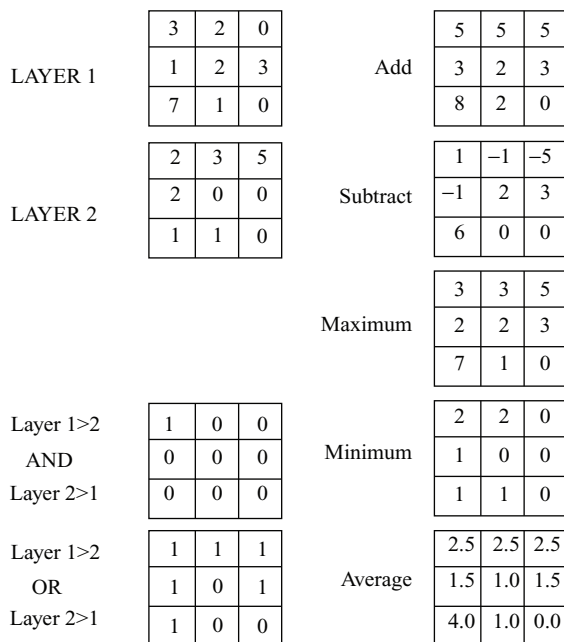 3 2 0
LAYER 1 1 2 3
7 1 0
5 5 5
Add 3 2 3
8 2 0
2 3 5
LAYER 2 2 0 0
1 1 0
1 −1 −5
Subtract −1 2 3
6 0 0
3 3 5
Maximum 2 2 3
7 1 0
Layer 1>2 1 0 0
AND 0 0 0
Layer 2>1 0 0 0
2 2 0
Minimum 1 0 0
1 1 0
Layer 1>2 1 1 1
OR 1 0 1
Layer 2>1 1 0 0
2.5 2.5 2.5
Average 1.5 1.0 1.5
4.0 1.0 0.0